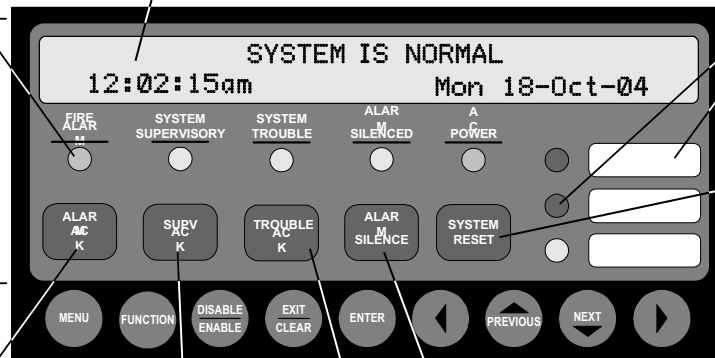 SYSTEM IS NORMAL
12:02:15am Mon 18-Oct-04
FIRE ALARM
SYSTEM SUPERVISORY
SYSTEM TROUBLE
ALARM SILENCED
AC POWER
ALARM ACK
SUPV ACK
TROUBLE ACK
ALARM SILENCE
SYSTEM RESET
MENU
FUNCTION
DISABLE
ENABLE
EXIT
CLEAR
ENTER
PREVIOUS
NEXT